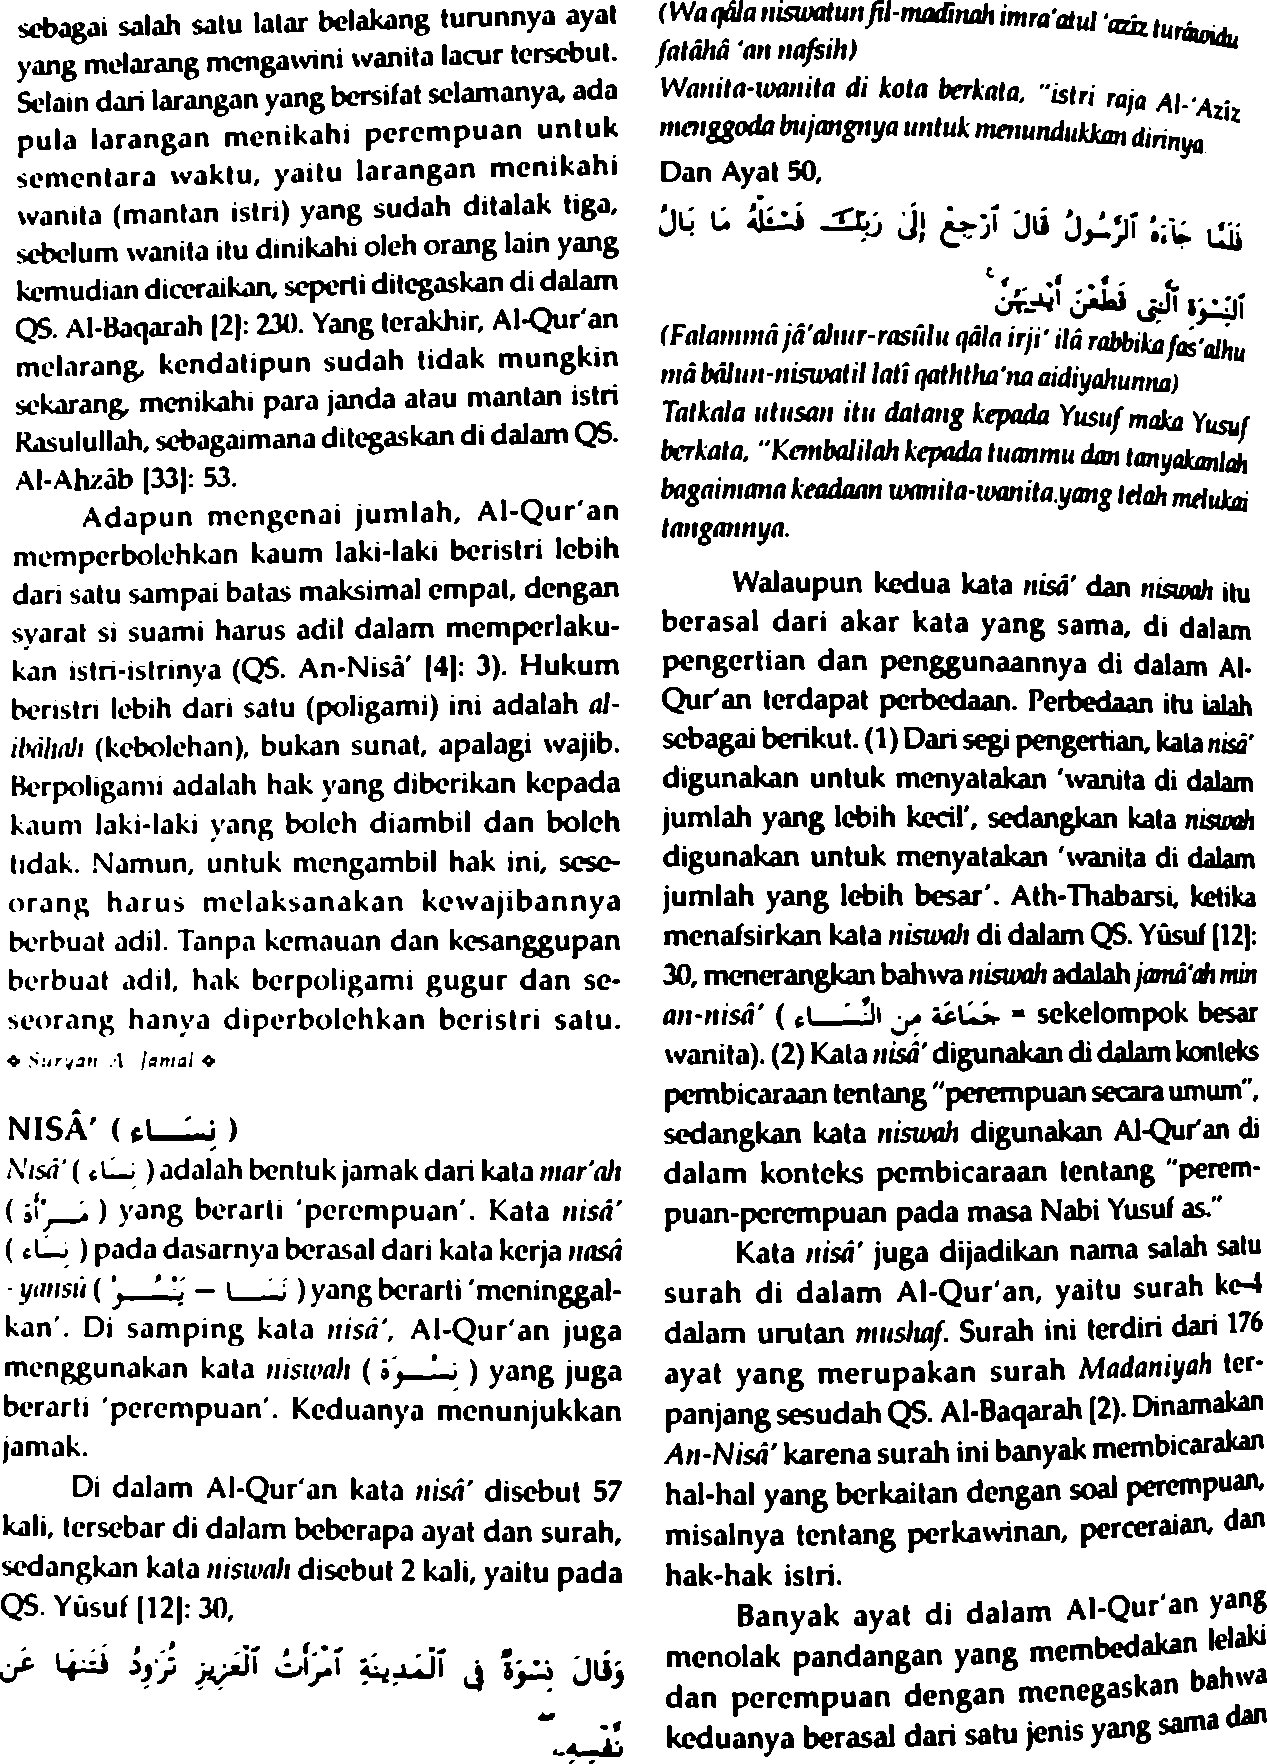 sebagai salah satu latar belakang turunnya ayat
yang melarang mengawini wanita lacur tersebut.
Selain dari larangan yang bersifat selamanya, ada
pula larangan menikahi perempuan untuk
sementara waktu, yaitu larangan menikahi
wanita (mantan istri) yang sudah ditalak tiga,
sebelum wanita itu dinikahi oleh orang lain yang
kemudian diceraikan, seperti ditegaskan di dalam
QS. Al-Baqarah [2]: 230. Yang terakhir, Al-Qur'an
melarang, kendatipun sudah tidak mungkin
sekarang, menikahi para janda atau mantan istri
Rasulullah, sebagaimana ditegaskan di dalam QS.
Al-Ahzâb [33]: 53.
Adapun mengenai jumlah, Al-Qur'an
memperbolehkan kaum laki-laki beristri lebih
dari satu sampai batas maksimal empat, dengan
syarat si suami harus adil dalam memperlaku-
kan istri-istrinya (QS. An-Nisâ' [4]: 3). Hukum
beristri lebih dari satu (poligami) ini adalah al-
ibâhah (kebolehan), bukan sunat, apalagi wajib.
Berpoligami adalah hak yang diberikan kepada
kaum laki-laki yang boleh diambil dan boleh
tidak. Namun, untuk mengambil hak ini, sese-
orang harus melaksanakan kewajibannya
berbuat adil. Tanpa kemauan dan kesanggupan
berbuat adil, hak berpoligami gugur dan se-
seorang hanya diperbolehkan beristri satu.
❖ Suryan A. Jamal ❖
NISÂ' ( نِسَاء )
Nisâ' ( نِسَاء ) adalah bentuk jamak dari kata mar'ah
( مَرْأَة ) yang berarti 'perempuan'. Kata nisâ'
( نِسَاء ) pada dasarnya berasal dari kata kerja nasâ
- yansû ( نَسَا – يَنْسُو ) yang berarti 'meninggal-
kan'. Di samping kata nisâ', Al-Qur'an juga
menggunakan kata niswah ( نِسْوَة ) yang juga
berarti 'perempuan'. Keduanya menunjukkan
jamak.
Di dalam Al-Qur'an kata nisâ' disebut 57
kali, tersebar di dalam beberapa ayat dan surah,
sedangkan kata niswah disebut 2 kali, yaitu pada
QS. Yûsuf [12]: 30,
وَقَالَ نِسْوَةٌ فِى ٱلْمَدِينَةِ ٱمْرَأَتُ ٱلْعَزِيزِ تُرَٰوِدُ فَتَىٰهَا عَن
نَّفْسِهِۦ
(Wa qâla niswatun fil-madînah imra'atul 'azîz turâwidu
fatâhâ 'an nafsih)
Wanita-wanita di kota berkata, "istri raja Al-'Azîz
menggoda bujangnya untuk menundukkan dirinya
Dan Ayat 50,
فَلَمَّا جَآءَهُ ٱلرَّسُولُ قَالَ ٱرْجِعْ إِلَىٰ رَبِّكَ فَسْـَٔلْهُ مَا بَالُ
ٱلنِّسْوَةِ ٱلَّٰتِى قَطَّعْنَ أَيْدِيَهُنَّ ۚ
(Falammâ jâ'ahur-rasûlu qâla irji' ilâ rabbika fas'alhu
mâ bâlun-niswatil latî qaththa'na aidiyahunna)
Tatkala utusan itu datang kepada Yusuf maka Yusuf
berkata, "Kembalilah kepada tuanmu dan tanyakanlah
bagaimana keadaan wanita-wanita.yang telah melukai
tangannya.
Walaupun kedua kata nisâ' dan niswah itu
berasal dari akar kata yang sama, di dalam
pengertian dan penggunaannya di dalam Al-
Qur'an terdapat perbedaan. Perbedaan itu ialah
sebagai berikut. (1) Dari segi pengertian, kata nisâ'
digunakan untuk menyatakan 'wanita di dalam
jumlah yang lebih kecil', sedangkan kata niswah
digunakan untuk menyatakan 'wanita di dalam
jumlah yang lebih besar'. Ath-Thabarsi, ketika
menafsirkan kata niswah di dalam QS. Yûsuf [12]:
30, menerangkan bahwa niswah adalah jamâ'ah min
an-nisâ' ( جَمَاعَة مِن النَّسَاء = sekelompok besar
wanita). (2) Kata nisâ' digunakan di dalam konteks
pembicaraan tentang "perempuan secara umum",
sedangkan kata niswah digunakan Al-Qur'an di
dalam konteks pembicaraan tentang "perem-
puan-perempuan pada masa Nabi Yusuf as."
Kata nisâ' juga dijadikan nama salah satu
surah di dalam Al-Qur'an, yaitu surah ke-4
dalam urutan mushaf. Surah ini terdiri dari 176
ayat yang merupakan surah Madaniyah ter-
panjang sesudah QS. Al-Baqarah [2). Dinamakan
An-Nisâ' karena surah ini banyak membicarakan
hal-hal yang berkaitan dengan soal perempuan,
misalnya tentang perkawinan, perceraian, dan
hak-hak istri.
Banyak ayat di dalam Al-Qur'an yang
menolak pandangan yang membedakan lelaki
dan perempuan dengan menegaskan bahwa
keduanya berasal dari satu jenis yang sama dan